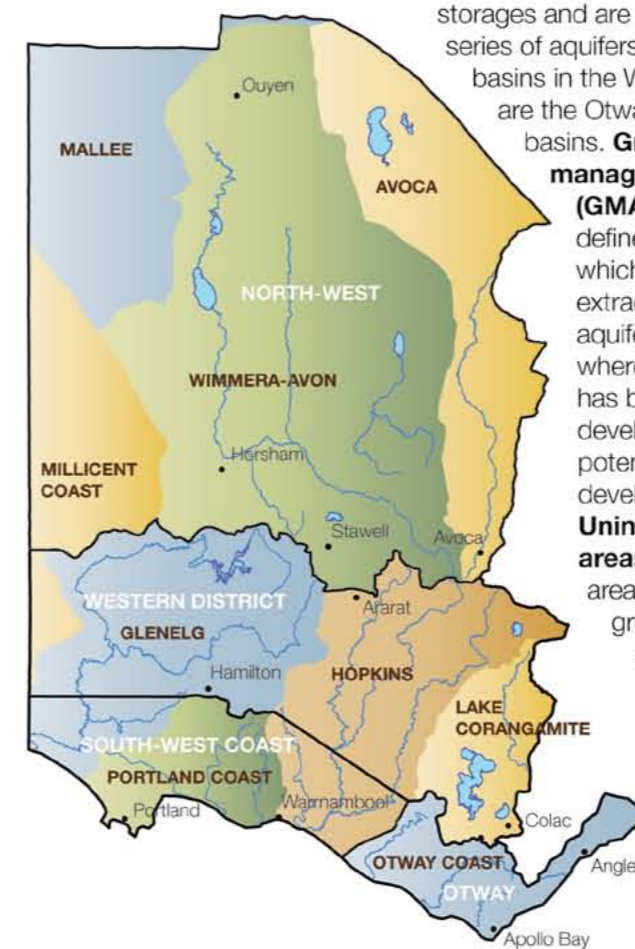 storages and are
series of aquifers
basins in the W
are the Otwa
basins. Gr
manag
(GMA
define
which
extrac
aquife
where
has b
devel
poten
devel
Unin
areas
area
gr
Ouyen
MALLEE
AVOCA
NORTH-WEST
WIMMERA-AVON
Horsham
MILLICENT
COAST
Stawell
Avoca
WESTERN DISTRICT
GLENELG
Ararat
Hamilton
HOPKINS
LAKE
CORANGAMITE
SOUTH-WEST COAST
PORTLAND COAST
Portland
Warrnambool
Colac
OTWAY COAST
Angle
OTWAY
Apollo Bay